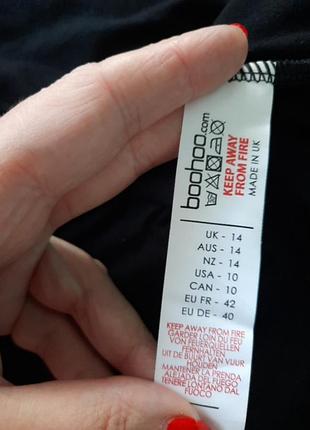 boohoo.com
KEEP AWAY
FROM FIRE
MADE IN UK
UK - 14
AUS - 14
NZ - 14
USA - 10
CAN - 10
EU FR - 42
EU DE - 40
KEEP AWAY FROM FIRE
GARDER LOIN DU FEU
VON FEUERQUELLEN
FERNHALTEN
UIT DE BUURT VAN VUUR
HOUDEN
MANTENER LA PRENDA
ALEJADA DEL FUEGO
TENERE LONTANO DAL
FUOCO